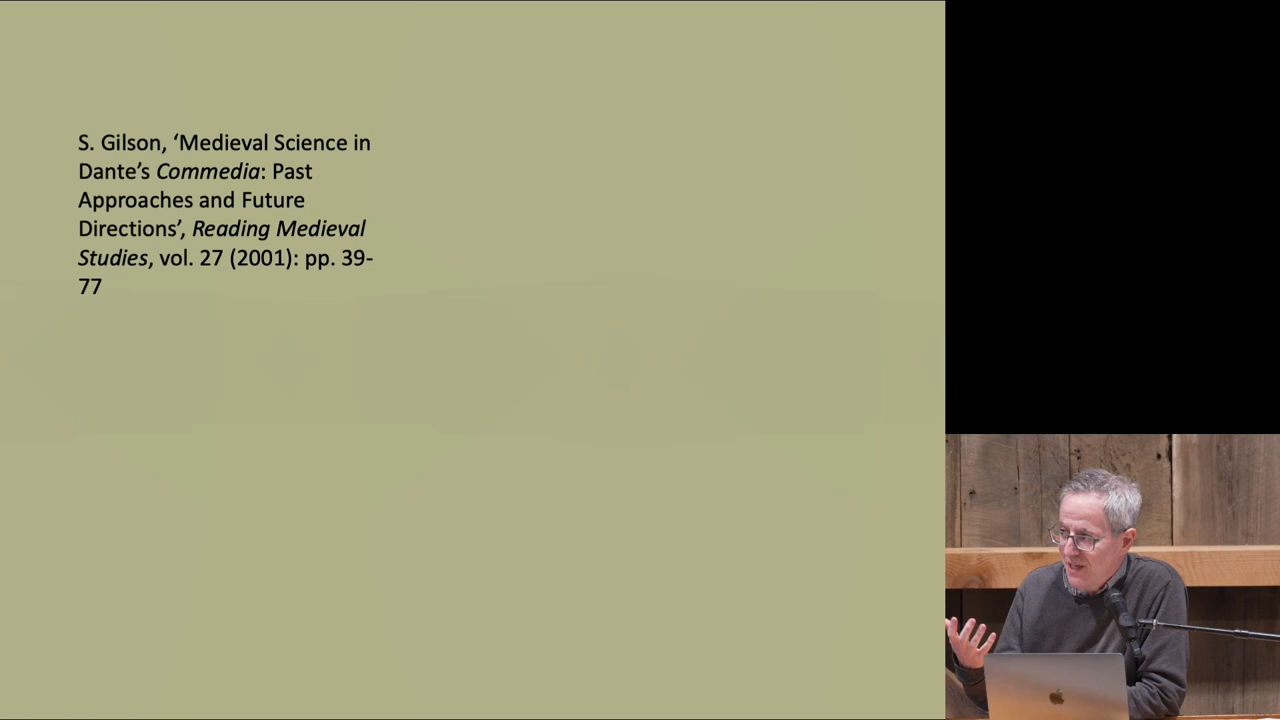 S. Gilson, ‘Medieval Science in
Dante’s Commedia: Past
Approaches and Future
Directions’, Reading Medieval
Studies, vol. 27 (2001): pp. 39-
77